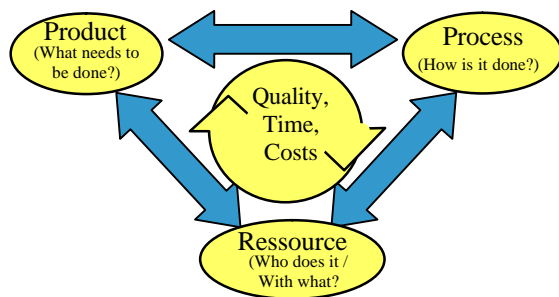 Product
(What needs to
be done?)
Process
(How is it done?)
Quality,
Time,
Costs
Ressource
(Who does it /
With what?